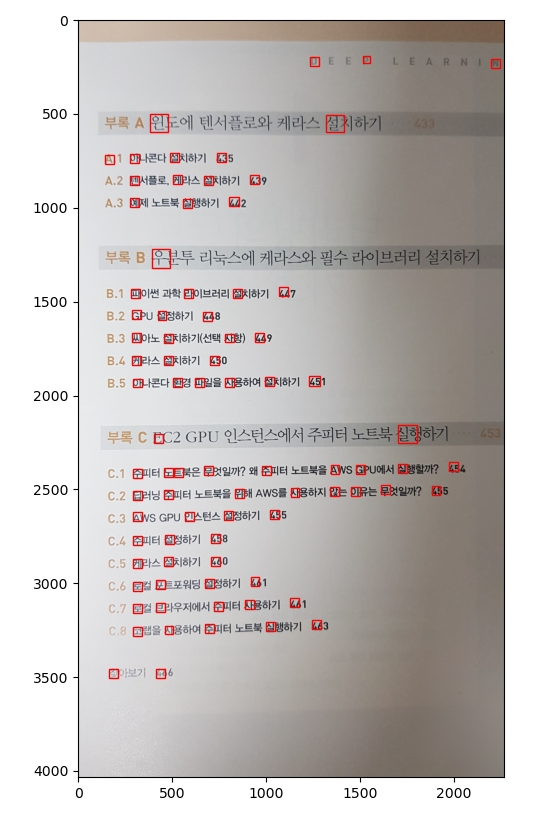 0
DEEP LEARNIN
500
부록 A 윈도에 텐서플로와 케라스 설치하기 ···· 433
A.1 아나콘다 설치하기 435
A.2 텐서플로, 케라스 설치하기 439
1000
A.3 예제 노트북 실행하기 442
부록 B 우분투 리눅스에 케라스와 필수 라이브러리 설치하기
B.1 파이썬 과학 라이브러리 설치하기 447
1500
B.2 GPU 설정하기 448
B.3 씨아노 설치하기(선택 사항) 449
B.4 케라스 설치하기 450
B.5 아나콘다 환경 파일을 사용하여 설치하기 451
2000
부록 C EC2 GPU 인스턴스에서 주피터 노트북 실행하기 ···· 453
C.1 주피터 노트북은 무엇일까? 왜 주피터 노트북을 AWS GPU에서 실행할까? 454
2500
C.2 딥러닝 주피터 노트북을 위해 AWS를 사용하지 않는 이유는 무엇일까? 455
C.3 AWS GPU 인스턴스 설정하기 455
C.4 주피터 설정하기 458
C.5 케라스 설치하기 460
3000
C.6 로컬 포트포워딩 설정하기 461
C.7 로컬 브라우저에서 주피터 사용하기 461
C.8 코랩을 사용하여 주피터 노트북 실행하기 463
3500
찾아보기 466
4000
0 500 1000 1500 2000